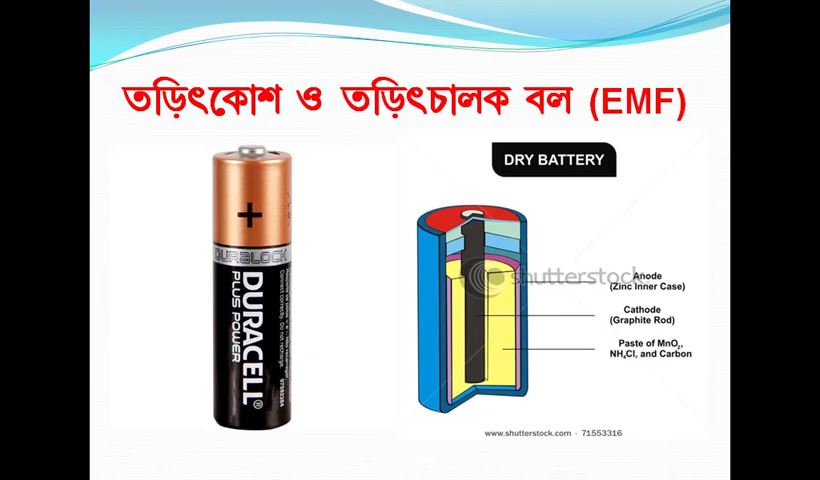 তড়িৎকোশ ও তড়িৎচালক বল (EMF)
DRY BATTERY
+
DURALOCK
DURACELL®
PLUS POWER
shutterstock
Anode
(Zinc Inner Case)
Cathode
(Graphite Rod)
Paste of MnO₂,
NH₄Cl, and Carbon
www.shutterstock.com · 71553316